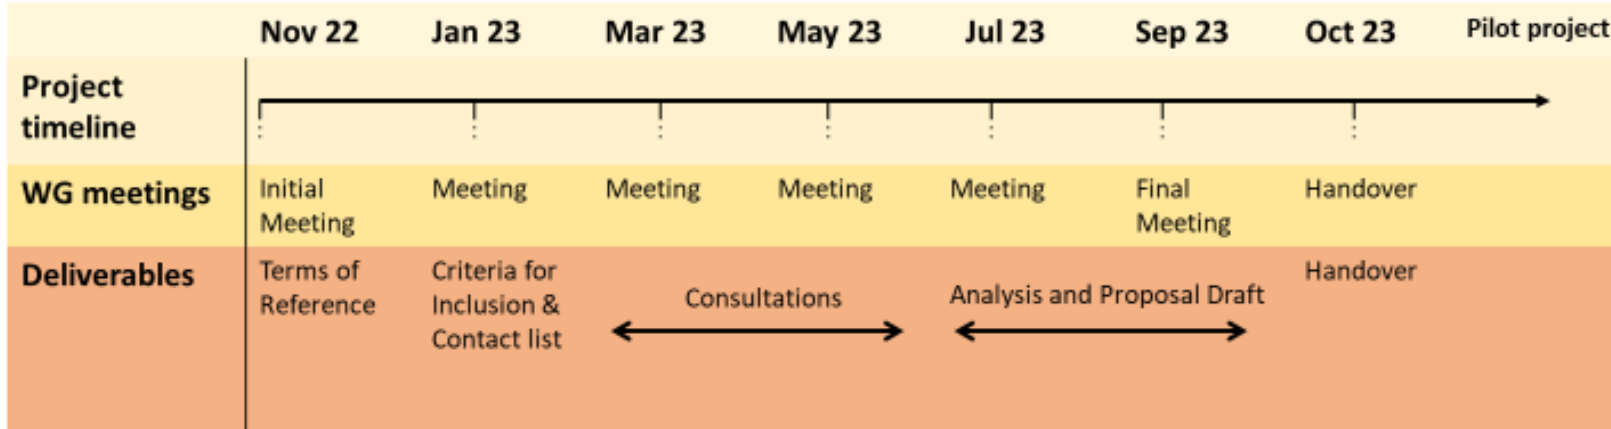 Nov 22 Jan 23 Mar 23 May 23 Jul 23 Sep 23 Oct 23 Pilot project
Project
timeline
WG meetings
Initial
Meeting
Meeting
Meeting
Meeting
Meeting
Final
Meeting
Handover
Deliverables
Terms of
Reference
Criteria for
Inclusion &
Contact list
Consultations
Analysis and Proposal Draft
Handover